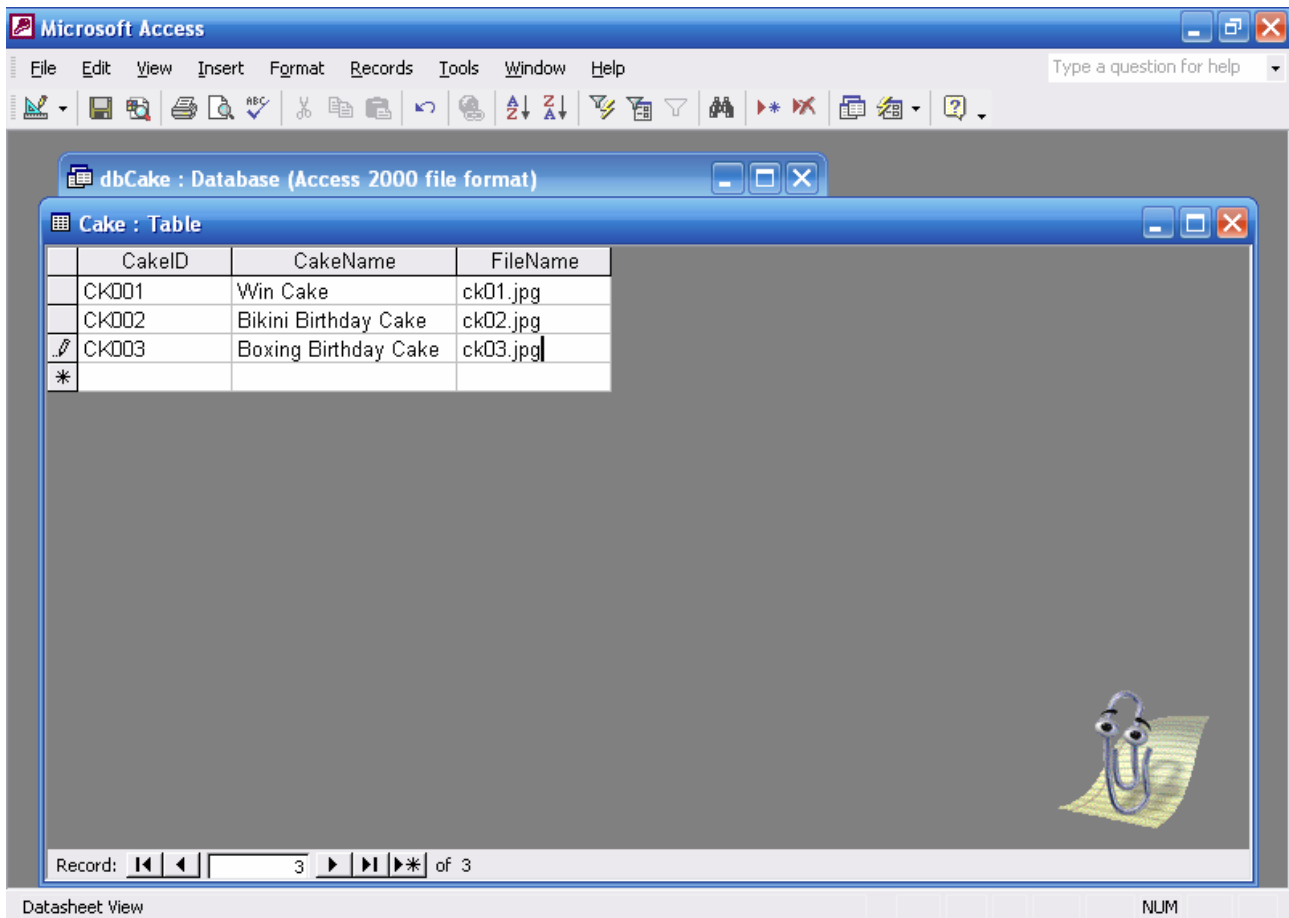 Microsoft Access
File Edit View Insert Format Records Tools Window Help Type a question for help
dbCake : Database (Access 2000 file format)
Cake : Table
CakeID CakeName FileName
CK001 Win Cake ck01.jpg
CK002 Bikini Birthday Cake ck02.jpg
CK003 Boxing Birthday Cake ck03.jpg
Record: 3 of 3
Datasheet View NUM